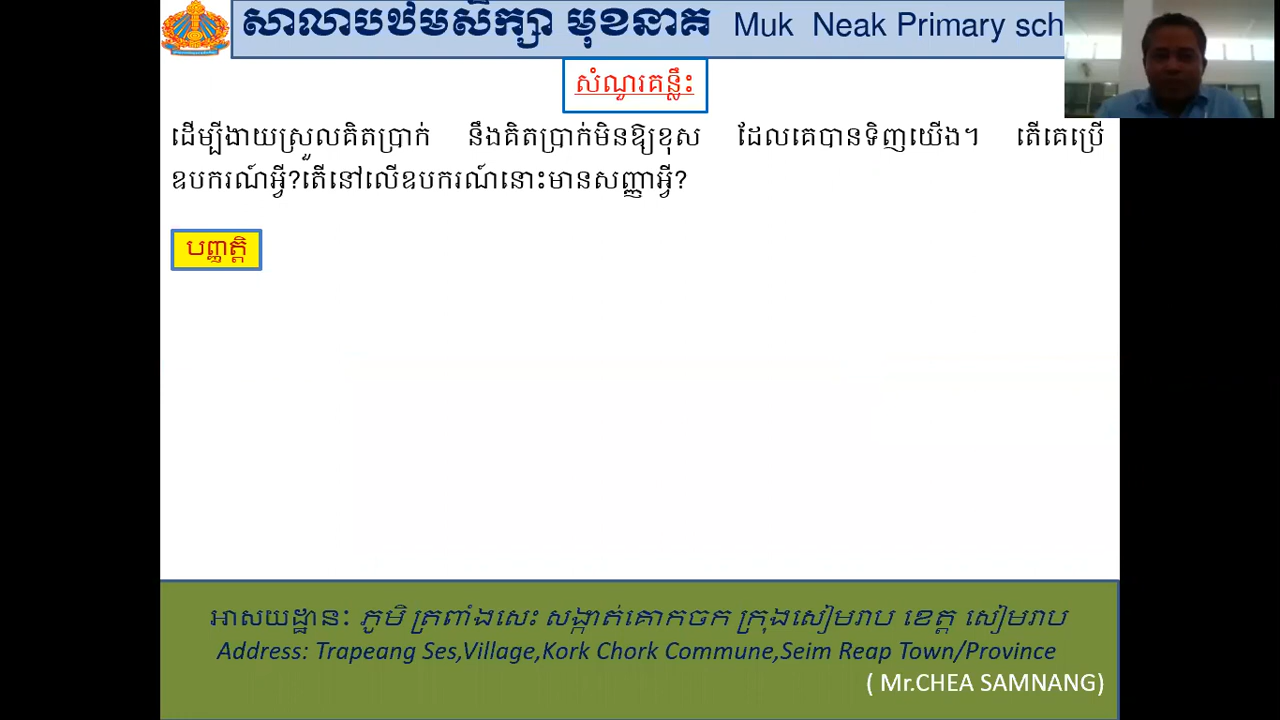 សាលាបឋមសិក្សា មុខនាគ Muk Neak Primary sch
សំណួរគន្លឹះ
ដើម្បីងាយស្រួលគិតប្រាក់ នឹងគិតប្រាក់មិនឱ្យខុស ដែលគេបានទិញយើង។ តើគេប្រើ
ឧបករណ៍អ្វី?តើនៅលើឧបករណ៍នោះមានសញ្ញាអ្វី?
បញ្ញត្តិ
អាសយដ្ឋានៈ ភូមិ ត្រពាំងសេះ សង្កាត់គោកចក ក្រុងសៀមរាប ខេត្ត សៀមរាប
Address: Trapeang Ses,Village,Kork Chork Commune,Seim Reap Town/Province
( Mr.CHEA SAMNANG)